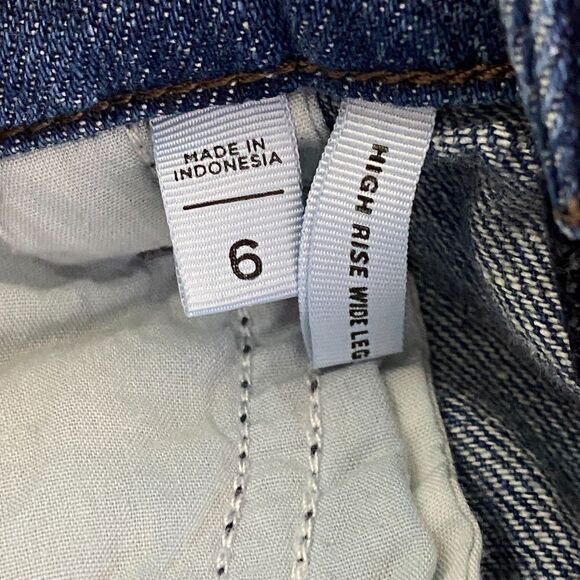 MADE IN
INDONESIA
6
HIGH RISE WIDE LEG